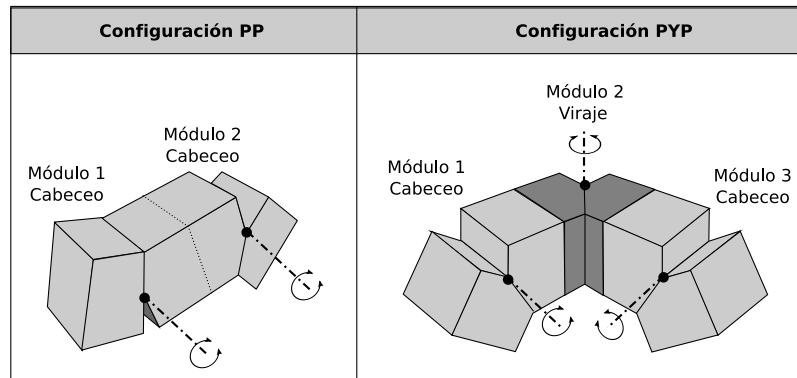 Configuración PP
Configuración PYP
Módulo 1
Cabeceo
Módulo 2
Cabeceo
Módulo 1
Cabeceo
Módulo 2
Viraje
Módulo 3
Cabeceo